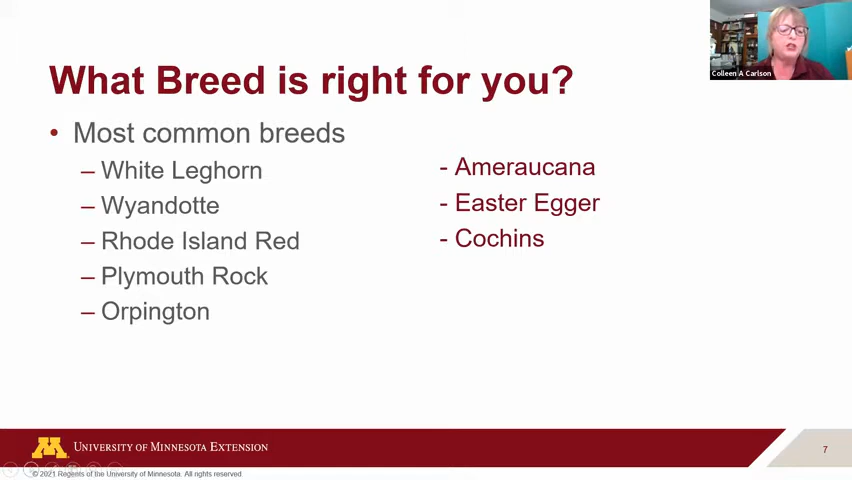 Colleen A Carlson
What Breed is right for you?
• Most common breeds
– White Leghorn
– Wyandotte
– Rhode Island Red
– Plymouth Rock
– Orpington
- Ameraucana
- Easter Egger
- Cochins
M
UNIVERSITY OF MINNESOTA EXTENSION
7
© 2021 Regents of the University of Minnesota. All rights reserved.